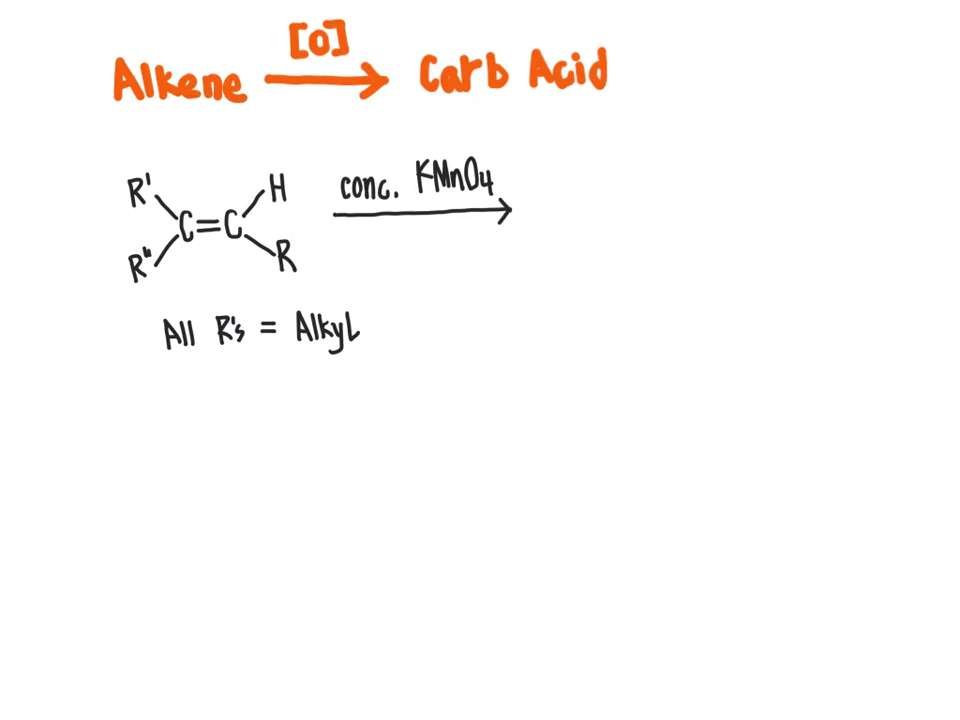 [O]
Alkene → Carb Acid
R' H conc. KMnO4
C=C →
R" R
All R's = Alkyl